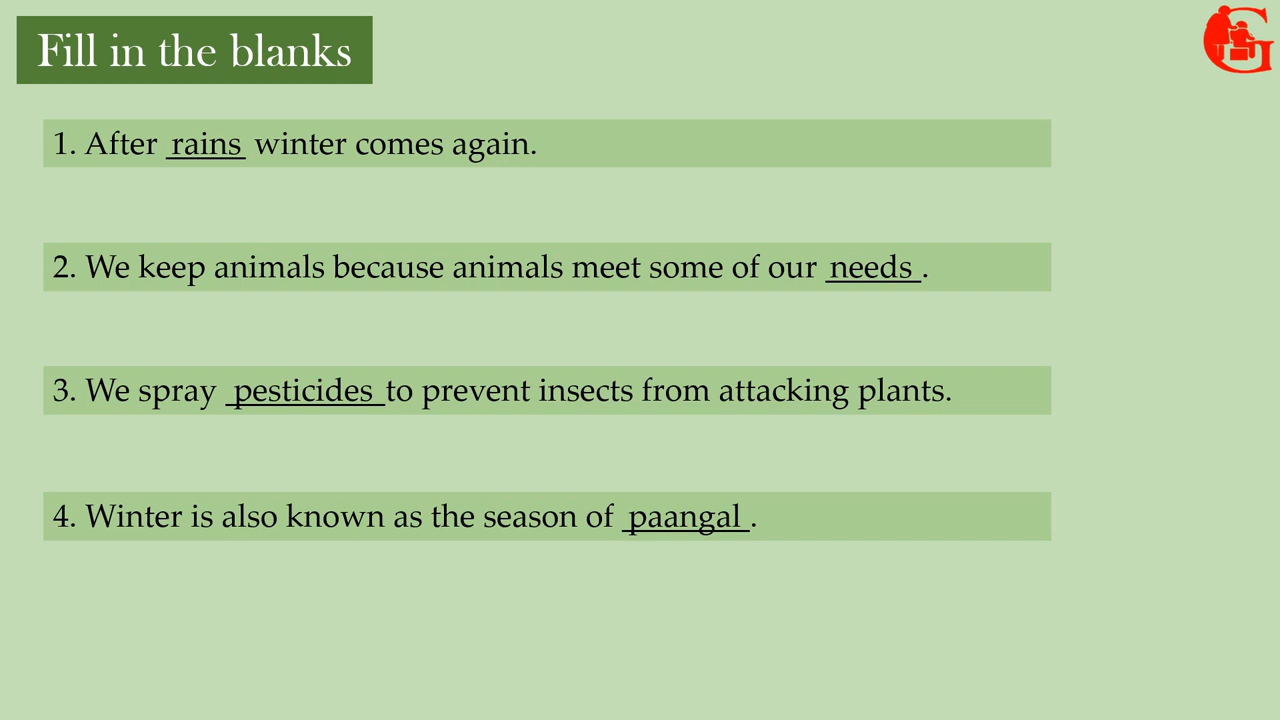 Fill in the blanks
1. After rains winter comes again.
2. We keep animals because animals meet some of our needs .
3. We spray pesticides to prevent insects from attacking plants.
4. Winter is also known as the season of paangal .
G